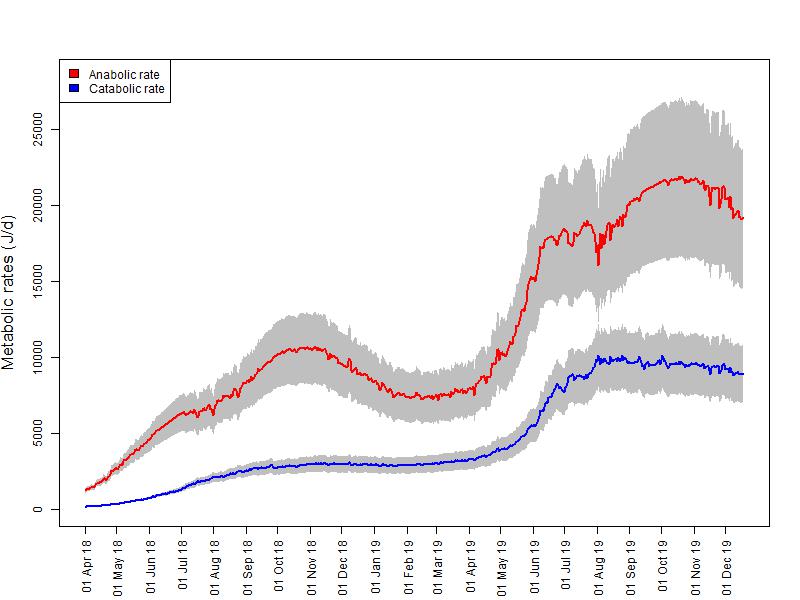 Anabolic rate
Catabolic rate
Metabolic rates (J/d)
25000
20000
15000
10000
5000
0
01 Apr 18
01 May 18
01 Jun 18
01 Jul 18
01 Aug 18
01 Sep 18
01 Oct 18
01 Nov 18
01 Dec 18
01 Jan 19
01 Feb 19
01 Mar 19
01 Apr 19
01 May 19
01 Jun 19
01 Jul 19
01 Aug 19
01 Sep 19
01 Oct 19
01 Nov 19
01 Dec 19